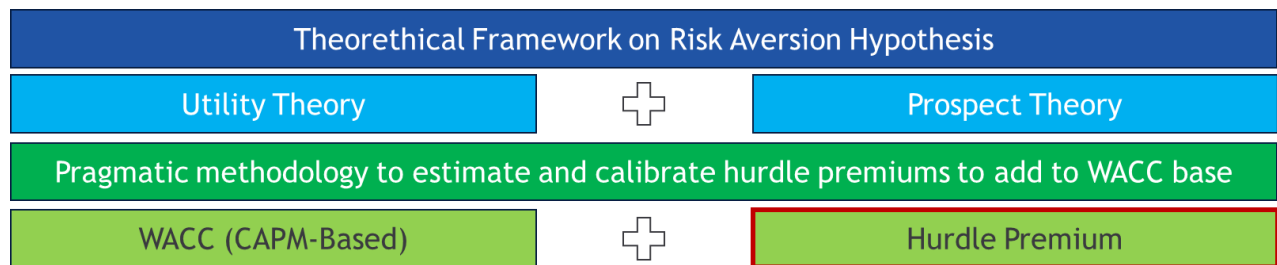 Theorethical Framework on Risk Aversion Hypothesis
Utility Theory
Prospect Theory
Pragmatic methodology to estimate and calibrate hurdle premiums to add to WACC base
WACC (CAPM-Based)
Hurdle Premium